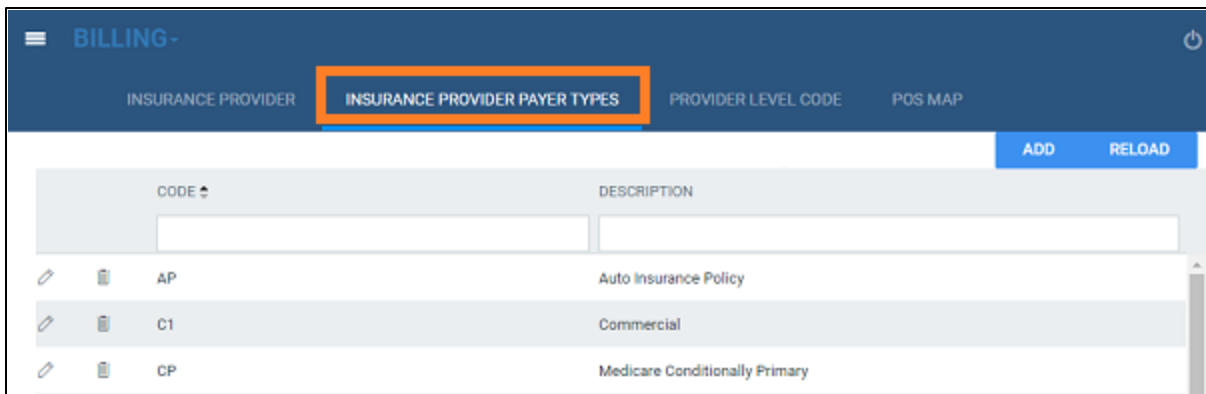 BILLING-
INSURANCE PROVIDER INSURANCE PROVIDER PAYER TYPES PROVIDER LEVEL CODE POS MAP
ADD RELOAD
CODE DESCRIPTION
AP Auto Insurance Policy
C1 Commercial
CP Medicare Conditionally Primary